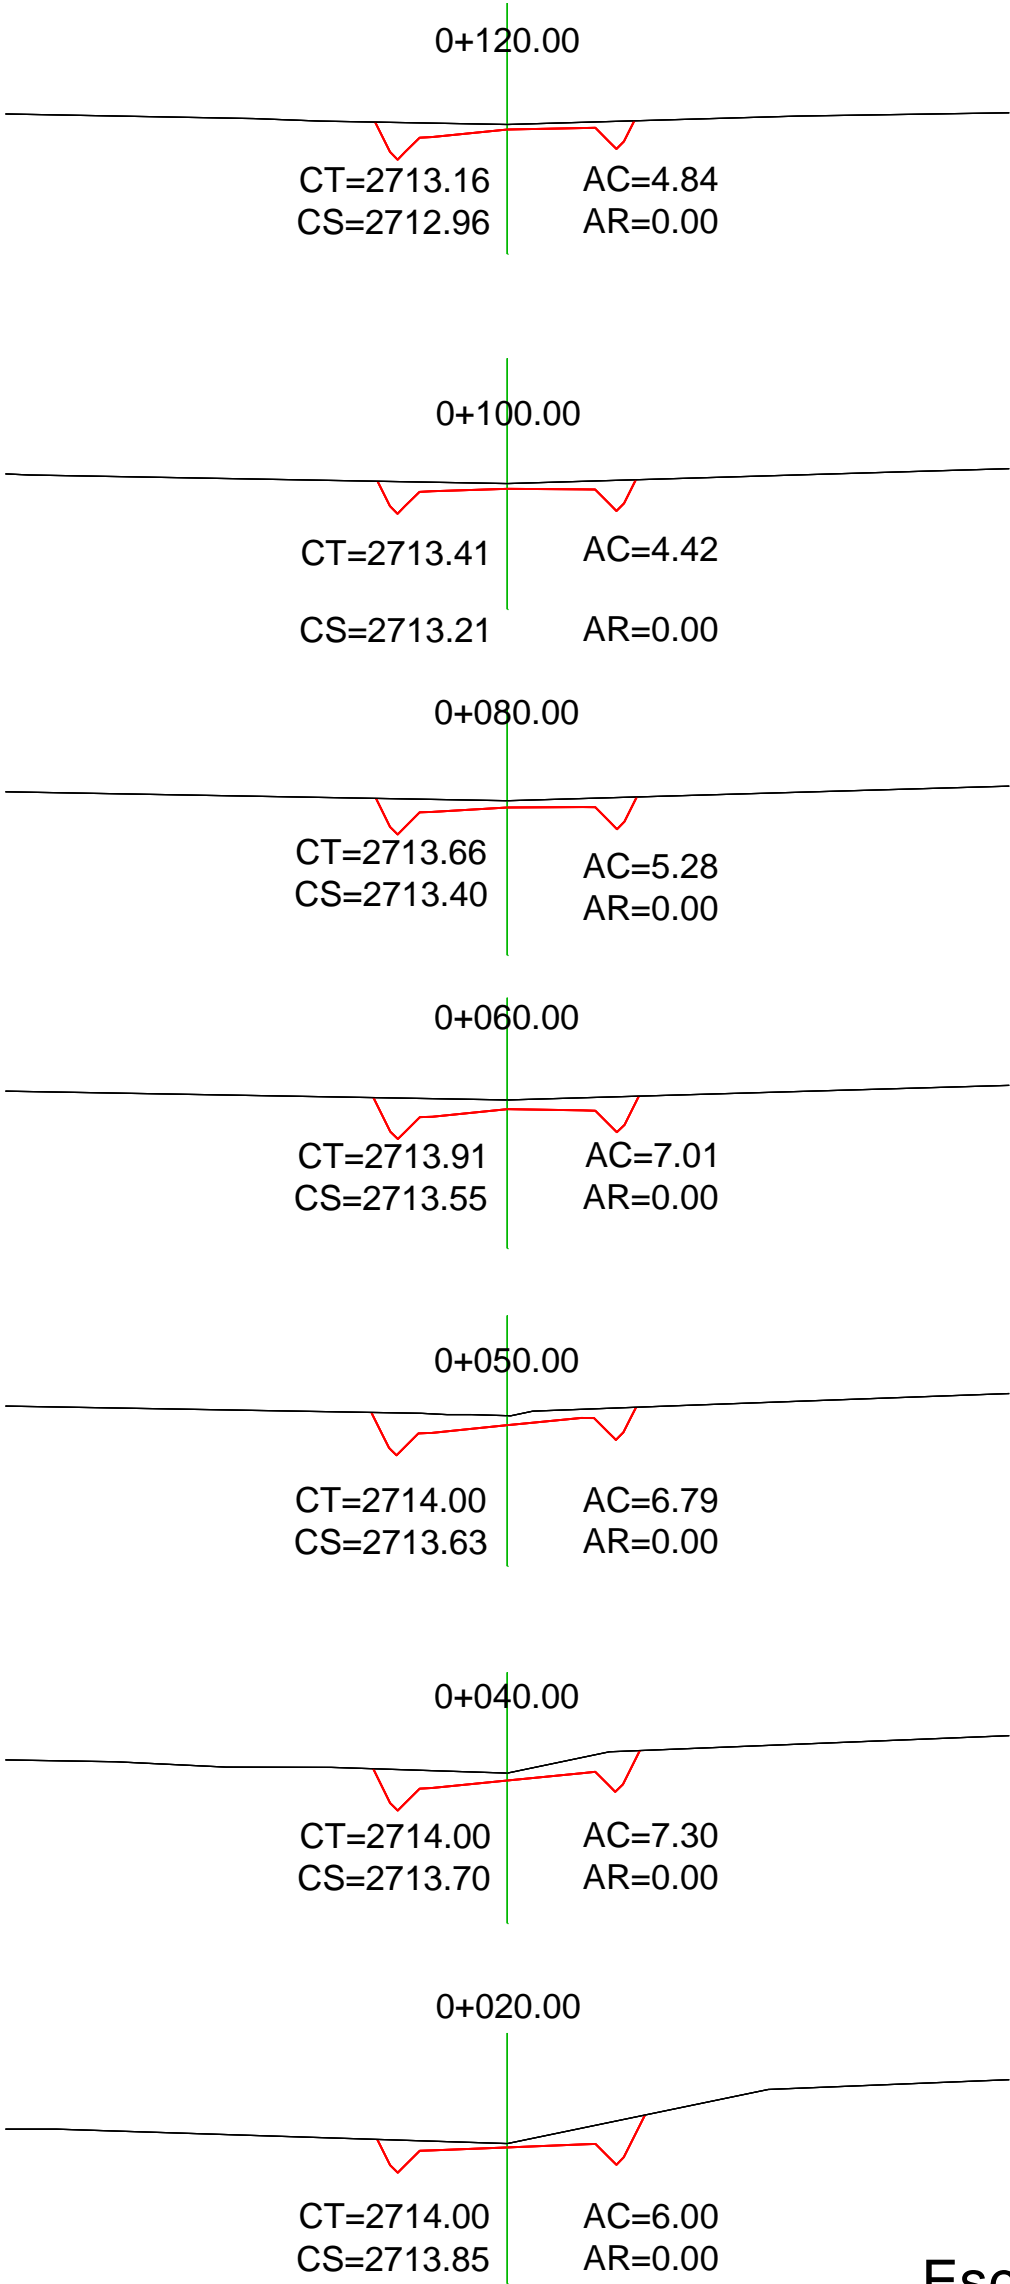 0+120.00
CT=2713.16 AC=4.84
CS=2712.96 AR=0.00
0+100.00
CT=2713.41 AC=4.42
CS=2713.21 AR=0.00
0+080.00
CT=2713.66 AC=5.28
CS=2713.40 AR=0.00
0+060.00
CT=2713.91 AC=7.01
CS=2713.55 AR=0.00
0+050.00
CT=2714.00 AC=6.79
CS=2713.63 AR=0.00
0+040.00
CT=2714.00 AC=7.30
CS=2713.70 AR=0.00
0+020.00
CT=2714.00 AC=6.00
CS=2713.85 AR=0.00